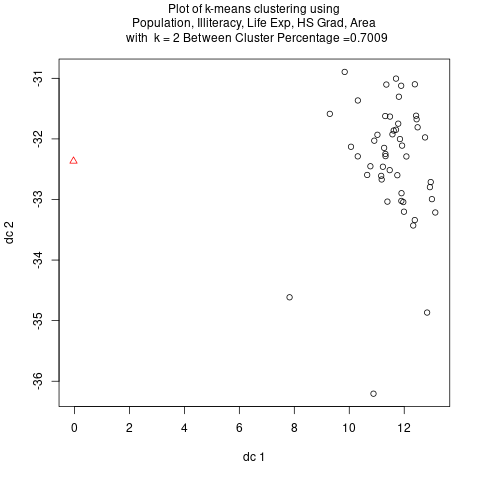 Plot of k-means clustering using
Population, Illiteracy, Life Exp, HS Grad, Area
with k = 2 Between Cluster Percentage =0.7009
-31
-32
-33
-34
-35
-36
dc 2
0 2 4 6 8 10 12
dc 1